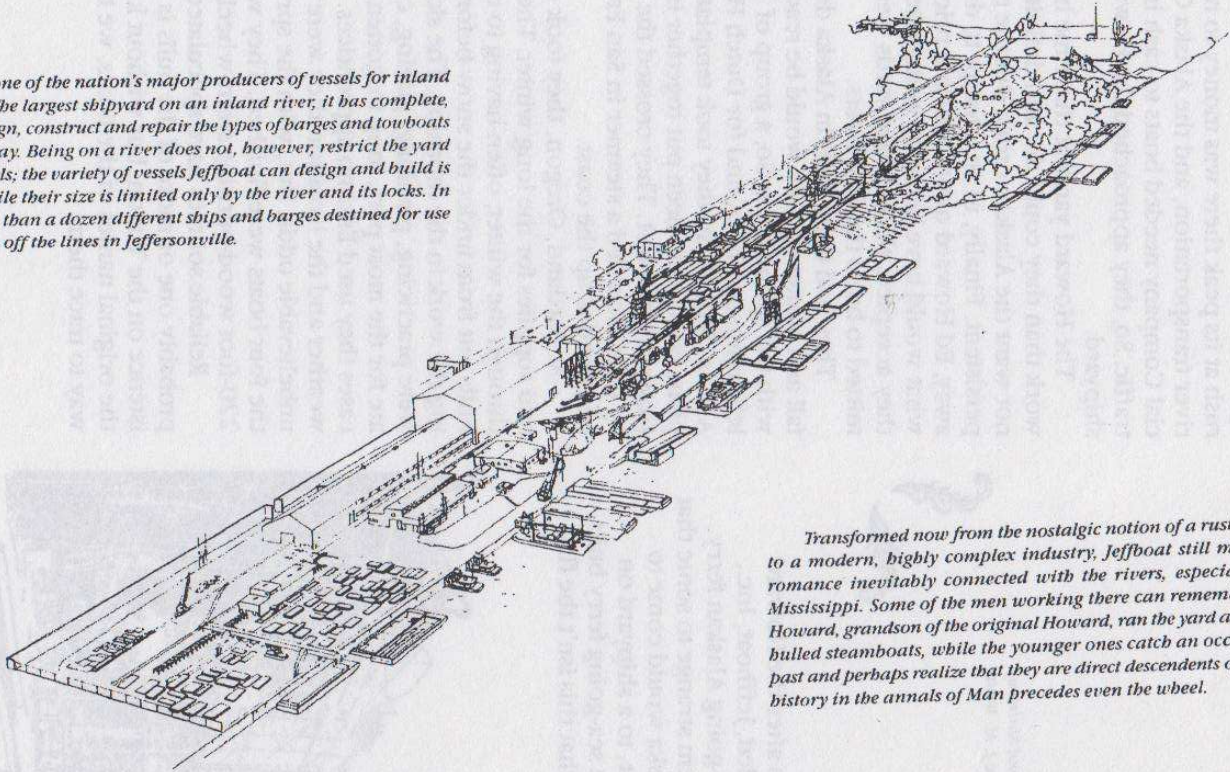 one of the nation's major producers of vessels for inland
he largest shipyard on an inland river, it has complete,
gn, construct and repair the types of barges and towboats
ay. Being on a river does not, however, restrict the yard
ls; the variety of vessels Jeffboat can design and build is
ile their size is limited only by the river and its locks. In
than a dozen different ships and barges destined for use
off the lines in Jeffersonville.
Transformed now from the nostalgic notion of a rus
to a modern, highly complex industry, Jeffboat still m
romance inevitably connected with the rivers, especia
Mississippi. Some of the men working there can remem
Howard, grandson of the original Howard, ran the yard a
hulled steamboats, while the younger ones catch an occ
past and perhaps realize that they are direct descendents o
history in the annals of Man precedes even the wheel.